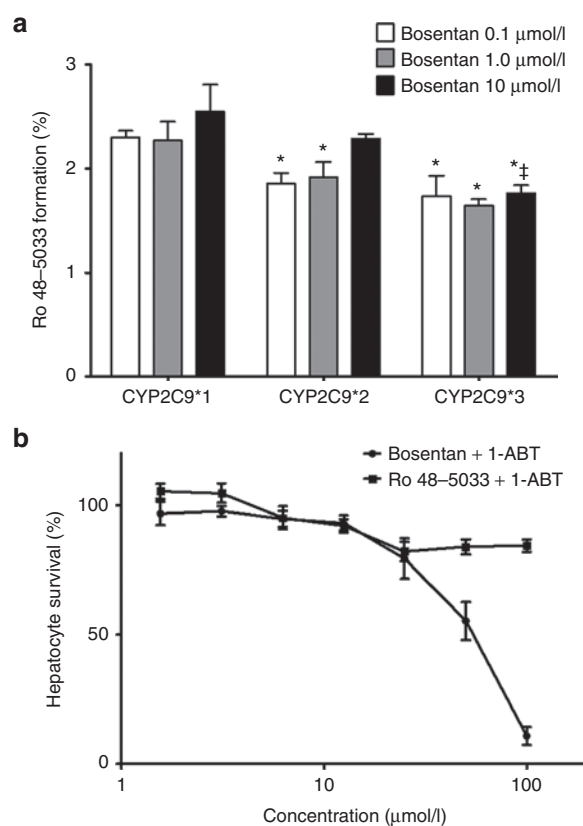 a
Bosentan 0.1 μmol/l
Bosentan 1.0 μmol/l
Bosentan 10 μmol/l
Ro 48–5033 formation (%)
3
2
1
0
* * * * *‡
CYP2C9*1 CYP2C9*2 CYP2C9*3
b
Bosentan + 1-ABT
Ro 48–5033 + 1-ABT
Hepatocyte survival (%)
100
50
0
1 10 100
Concentration (μmol/l)